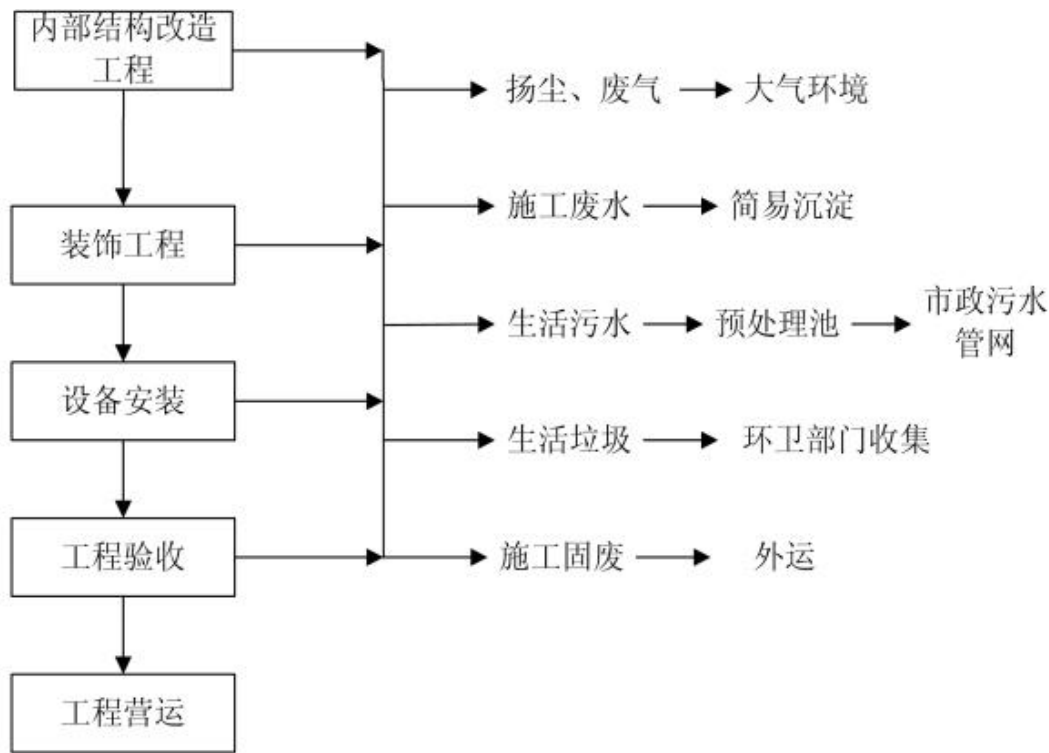 内部结构改造
工程
扬尘、废气
大气环境
施工废水
简易沉淀
装饰工程
生活污水
预处理池
市政污水
管网
设备安装
生活垃圾
环卫部门收集
工程验收
施工固废
外运
工程营运